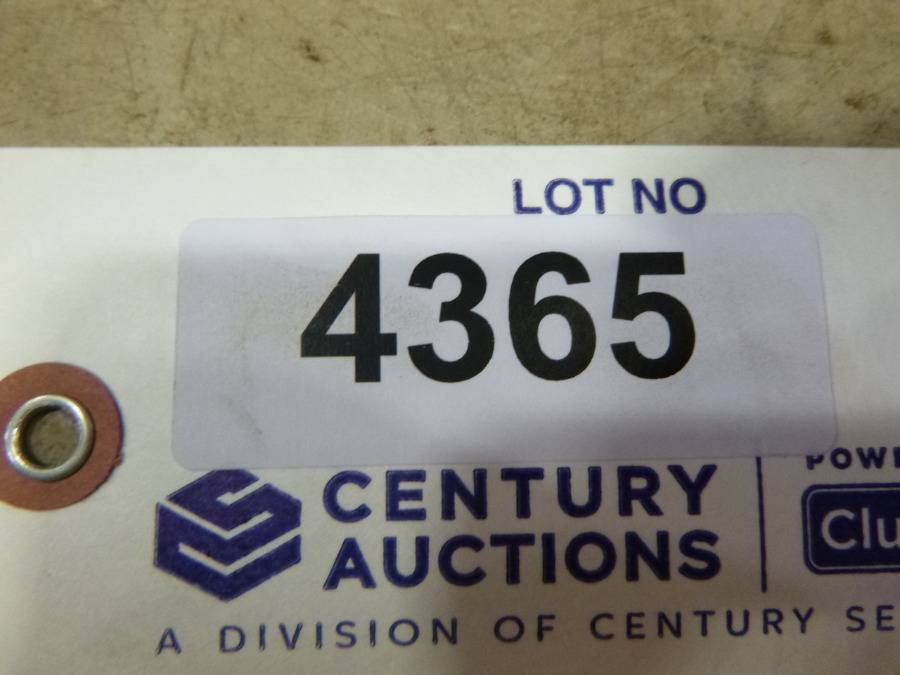 LOT NO
4365
CENTURY
AUCTIONS
A DIVISION OF CENTURY